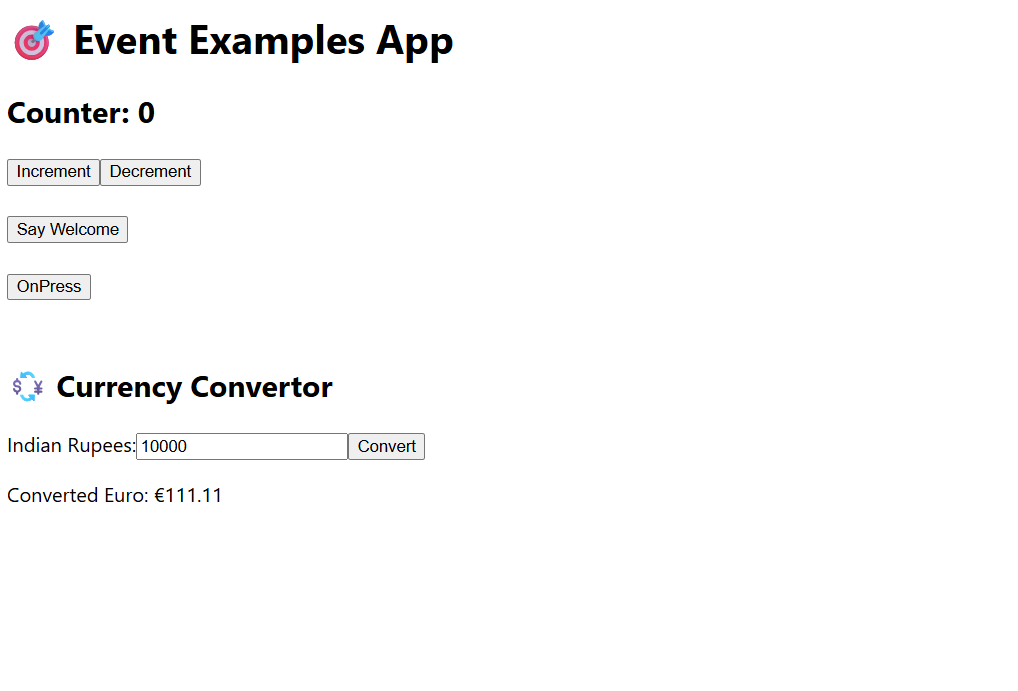 Event Examples App
Counter: 0
Increment Decrement
Say Welcome
OnPress
Currency Convertor
Indian Rupees: 10000 Convert
Converted Euro: €111.11